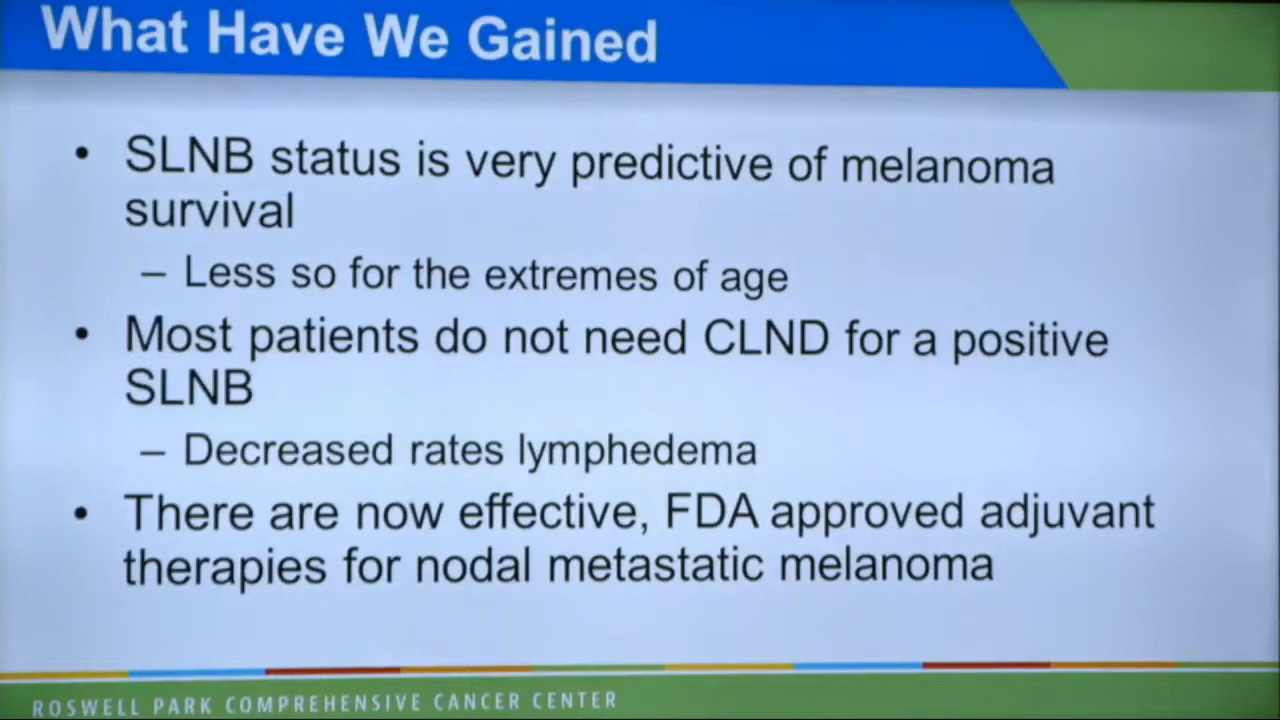 What Have We Gained
• SLNB status is very predictive of melanoma
survival
– Less so for the extremes of age
• Most patients do not need CLND for a positive
SLNB
– Decreased rates lymphedema
• There are now effective, FDA approved adjuvant
therapies for nodal metastatic melanoma
ROSWELL PARK COMPREHENSIVE CANCER CENTER